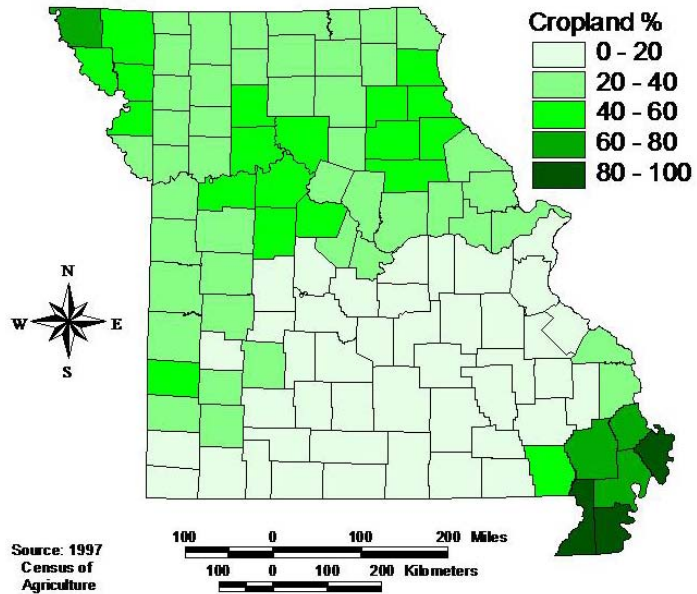 Cropland %
0 - 20
20 - 40
40 - 60
60 - 80
80 - 100
N
W E
S
Source: 1997
Census of
Agriculture
100 0 100 200 Miles
100 0 100 200 Kilometers